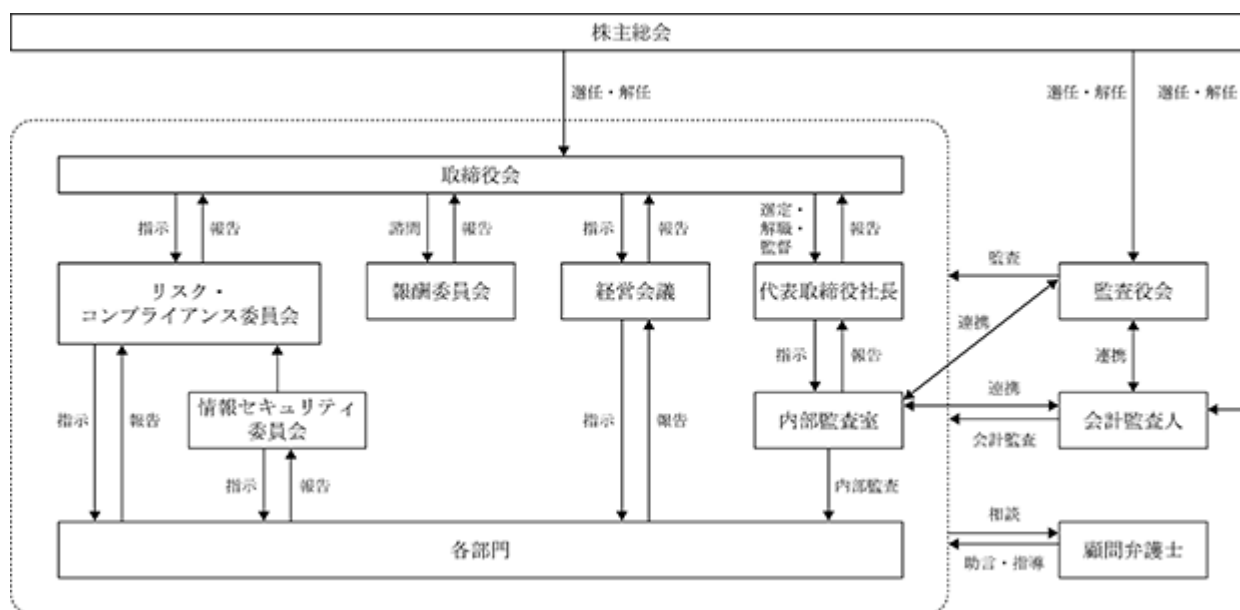 株主総会
選任・解任
選任・解任
選任・解任
取締役会
指示
報告
諮問
報告
指示
報告
選定・
解職・
監督
報告
リスク・
コンプライアンス委員会
報酬委員会
経営会議
代表取締役社長
監査
監査役会
連携
連携
指示
報告
情報セキュリティ
委員会
指示
報告
指示
報告
内部監査室
連携
会計監査
会計監査人
指示
報告
内部監査
各部門
相談
助言・指導
顧問弁護士